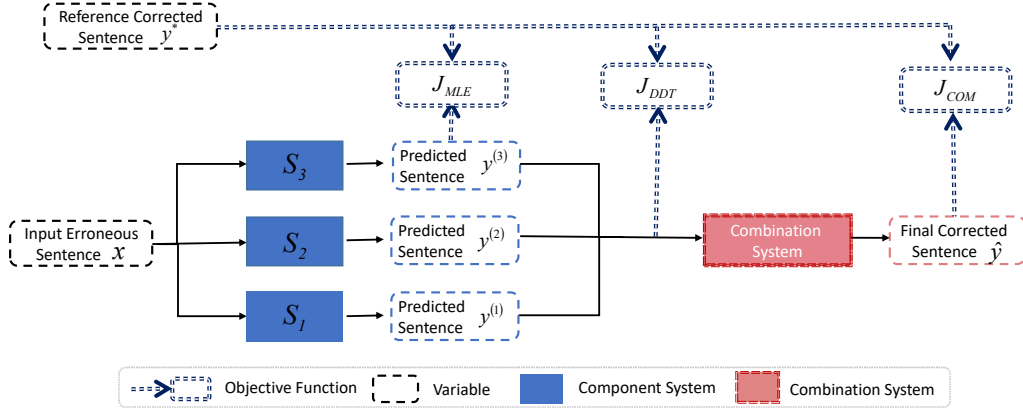 Reference Corrected
Sentence y*
J_MLE
J_DDT
J_COM
S_3
Predicted
Sentence y^(3)
Input Erroneous
Sentence x
S_2
Predicted
Sentence y^(2)
Combination
System
Final Corrected
Sentence ŷ
S_1
Predicted
Sentence y^(1)
Objective Function
Variable
Component System
Combination System